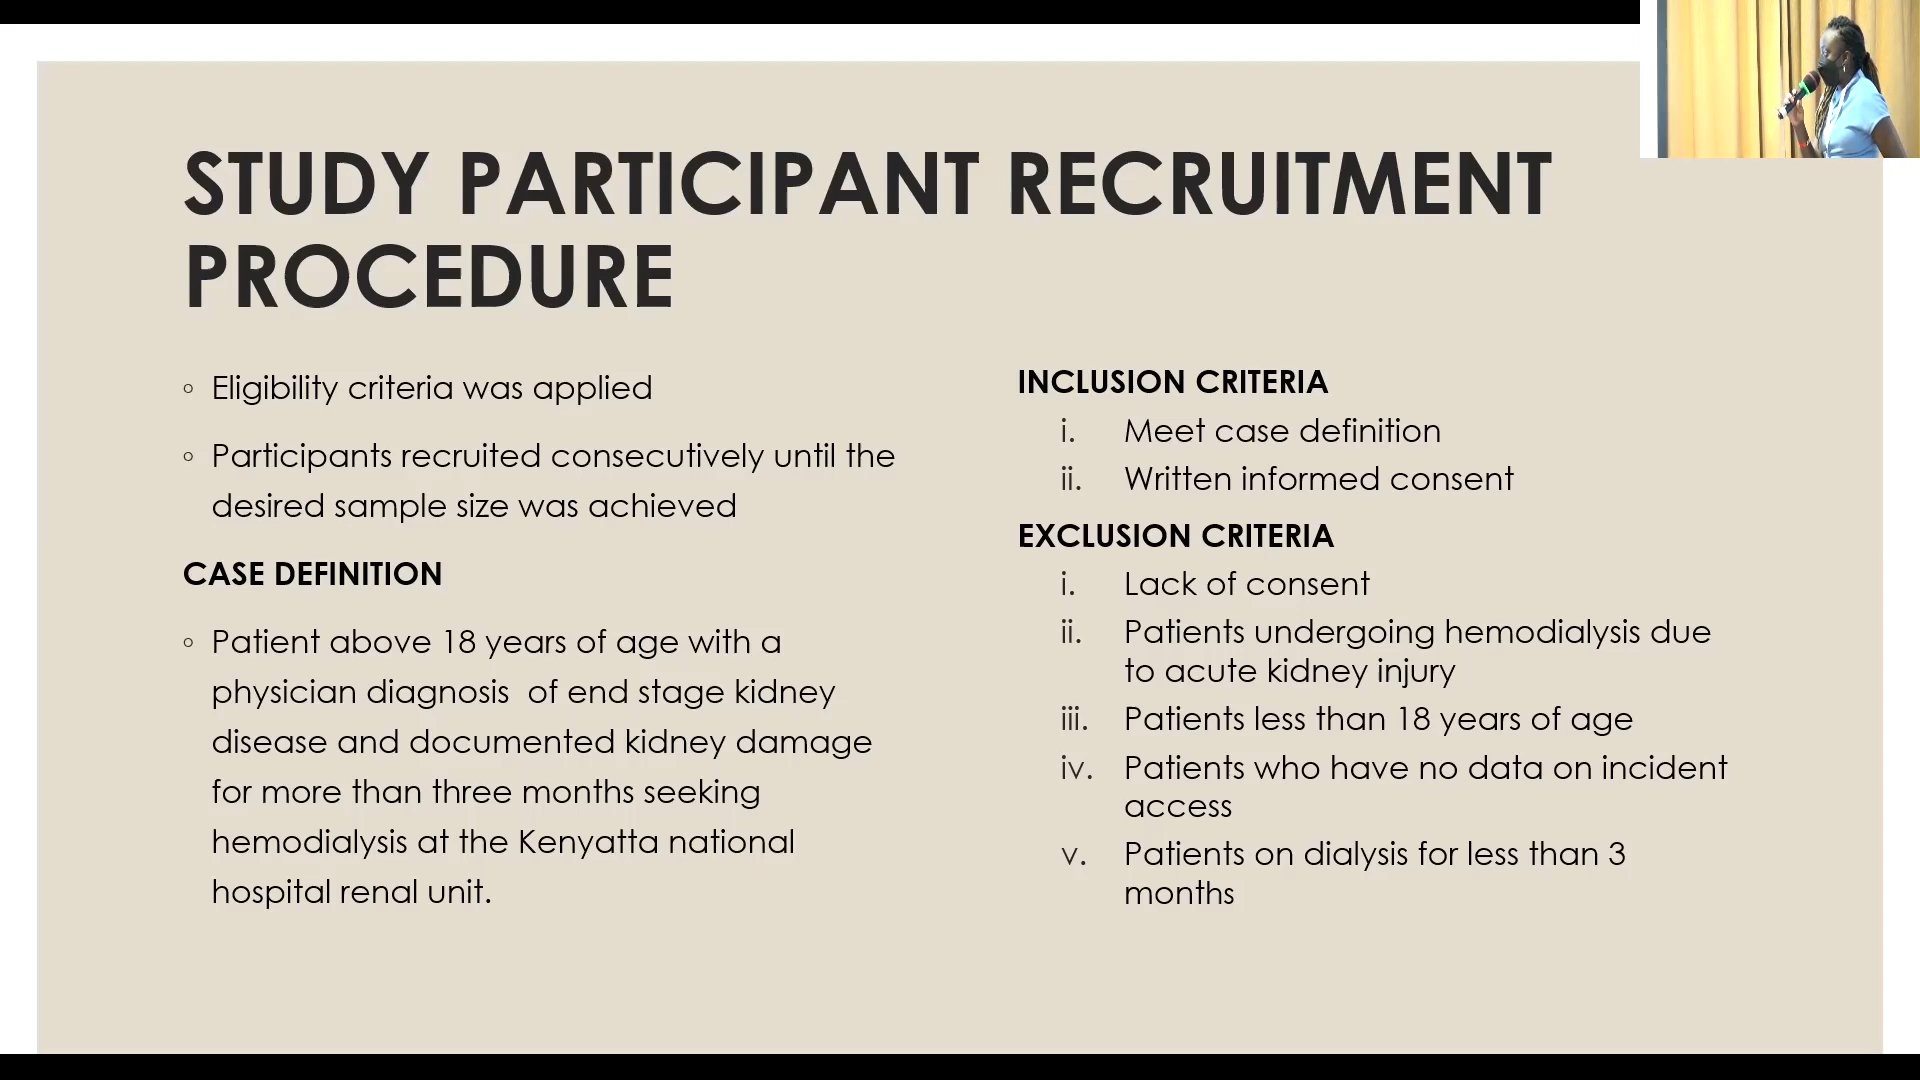 STUDY PARTICIPANT RECRUITMENT
PROCEDURE
◦ Eligibility criteria was applied
◦ Participants recruited consecutively until the
desired sample size was achieved
CASE DEFINITION
◦ Patient above 18 years of age with a
physician diagnosis of end stage kidney
disease and documented kidney damage
for more than three months seeking
hemodialysis at the Kenyatta national
hospital renal unit.
INCLUSION CRITERIA
i. Meet case definition
ii. Written informed consent
EXCLUSION CRITERIA
i. Lack of consent
ii. Patients undergoing hemodialysis due
to acute kidney injury
iii. Patients less than 18 years of age
iv. Patients who have no data on incident
access
v. Patients on dialysis for less than 3
months